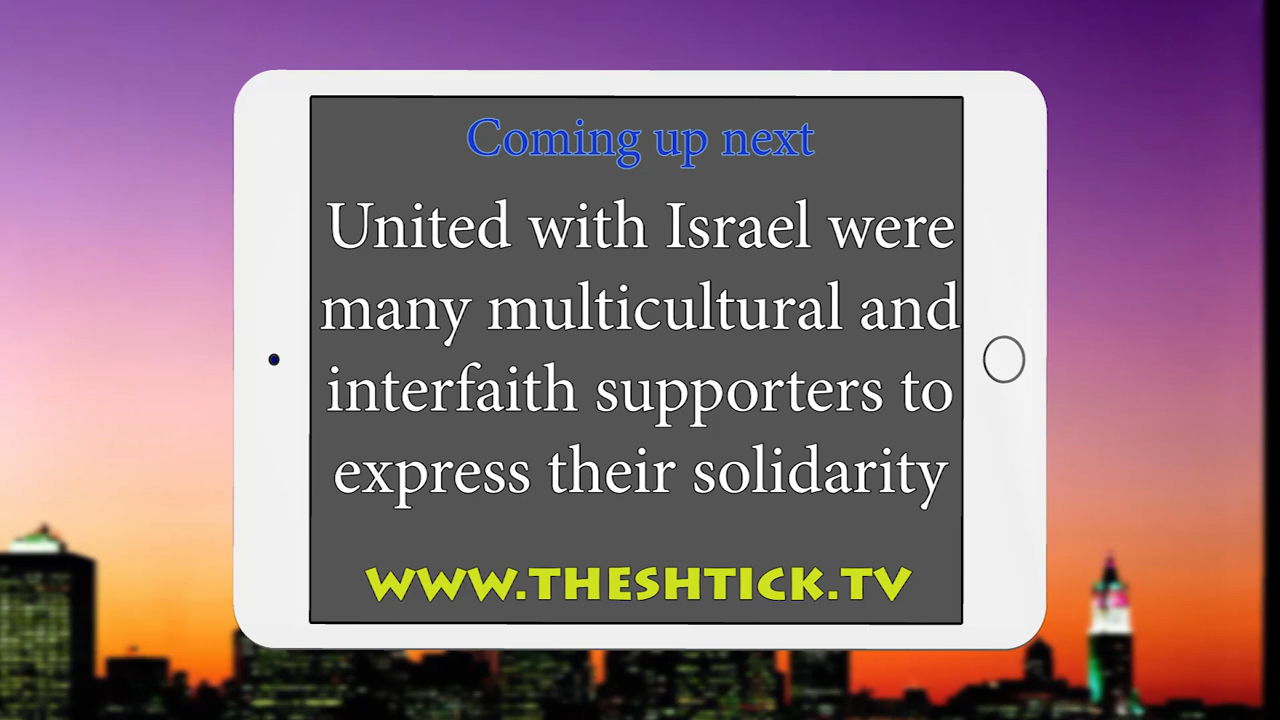 Coming up next
United with Israel were
many multicultural and
interfaith supporters to
express their solidarity
WWW.THESHTICK.TV